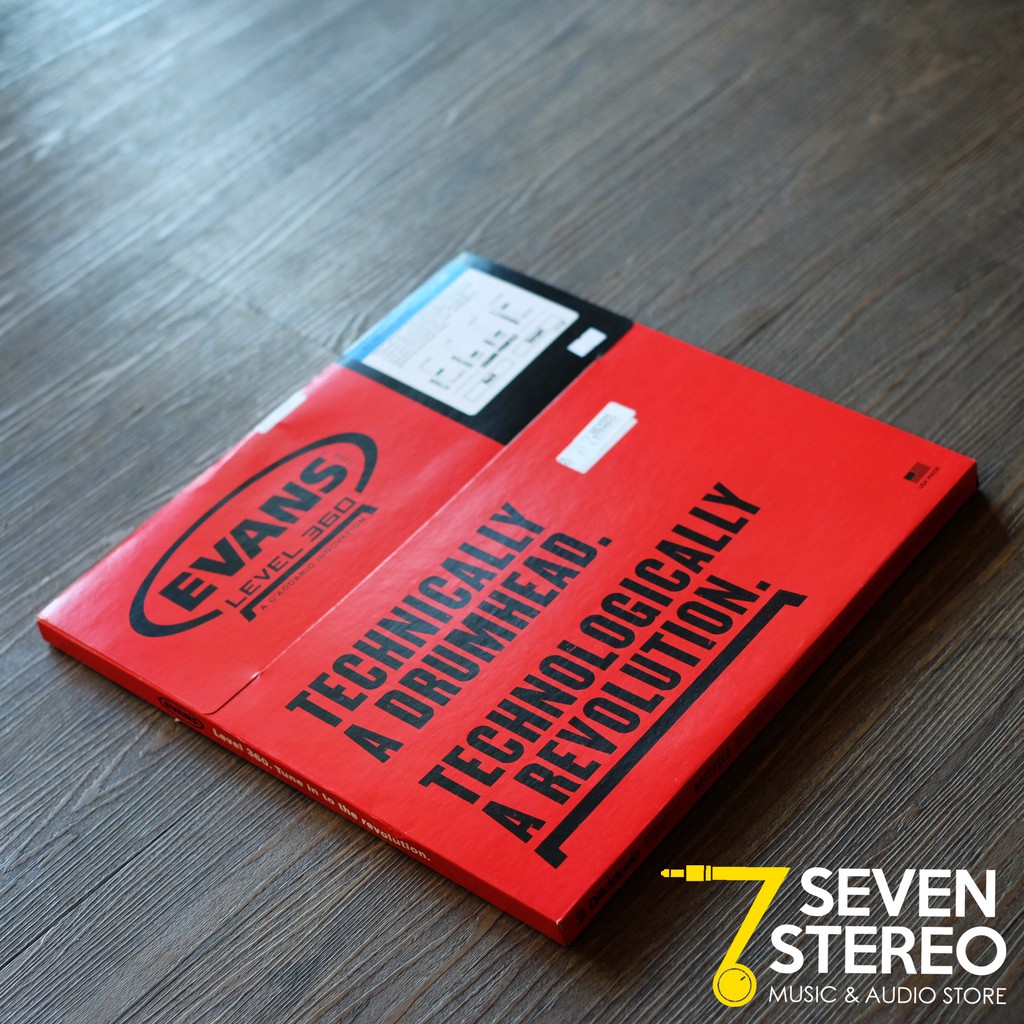 EVANS
LEVEL 360
A D'ADDARIO INNOVATION
TECHNICALLY
A DRUMHEAD.
TECHNOLOGICALLY
A REVOLUTION.
EVANS
Level 360. Tune in to the revolution.
SEVEN
STEREO
MUSIC & AUDIO STORE